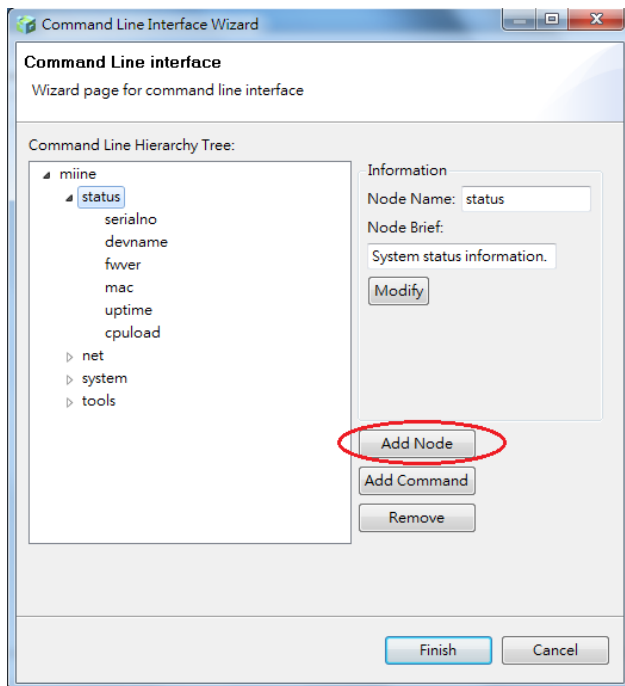 Command Line Interface Wizard
Command Line interface
Wizard page for command line interface
Command Line Hierarchy Tree:
miine
status
serialno
devname
fwver
mac
uptime
cpuload
net
system
tools
Information
Node Name: status
Node Brief:
System status information.
Modify
Add Node
Add Command
Remove
Finish Cancel